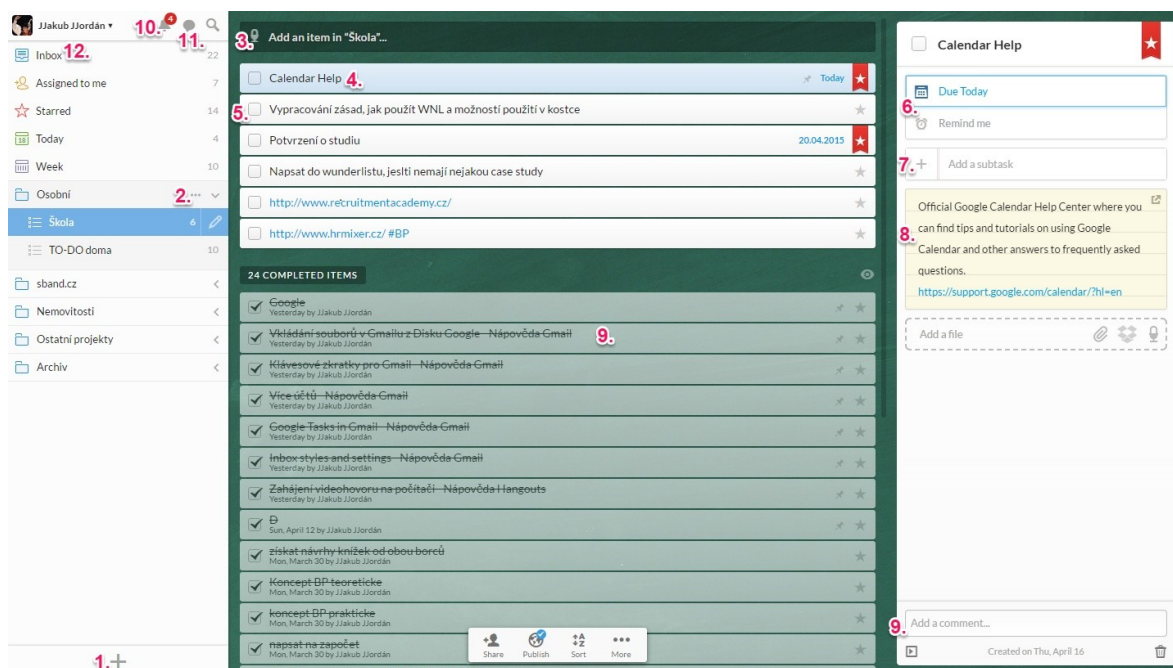 JJakub JJordán
10.
4
11.
Inbox 12. 22
Assigned to me 7
Starred 14
Today 4
Week 10
Osobní 2.
Škola 6
TO-DO doma 10
sband.cz
Nemovitosti
Ostatní projekty
Archiv
1.
3. Add an item in "Škola"...
Calendar Help 4. Today
5. Vypracování zásad, jak použít WNL a možností použití v kostce
Potvrzení o studiu 20.04.2015
Napsat do wunderlistu, jeslti nemají nejakou case study
http://www.recruitmentacademy.cz/
http://www.hrmixer.cz/ #BP
24 COMPLETED ITEMS
Google
Yesterday by JJakub JJordán
Vkládání souborů v Gmailu z Disku Google - Nápověda Gmail 9.
Yesterday by JJakub JJordán
Klávesové zkratky pro Gmail - Nápověda Gmail
Yesterday by JJakub JJordán
Více účtů - Nápověda Gmail
Yesterday by JJakub JJordán
Google Tasks in Gmail - Nápověda Gmail
Yesterday by JJakub JJordán
Inbox styles and settings - Nápověda Gmail
Yesterday by JJakub JJordán
Zahájení videohovoru na počítači - Nápověda Hangouts
Yesterday by JJakub JJordán
D
Sun, April 12 by JJakub JJordán
získat návrhy knížek od obou borců
Mon, March 30 by JJakub JJordán
Koncept BP teoreticke
Mon, March 30 by JJakub JJordán
koncept BP prakticke
Mon, March 30 by JJakub JJordán
napsat na započet
Mon, March 30 by JJakub JJordán
Share Publish Sort More
Calendar Help
6. Due Today
Remind me
7. Add a subtask
8. Official Google Calendar Help Center where you
can find tips and tutorials on using Google
Calendar and other answers to frequently asked
questions.
https://support.google.com/calendar/?hl=en
Add a file
9. Add a comment...
Created on Thu, April 16